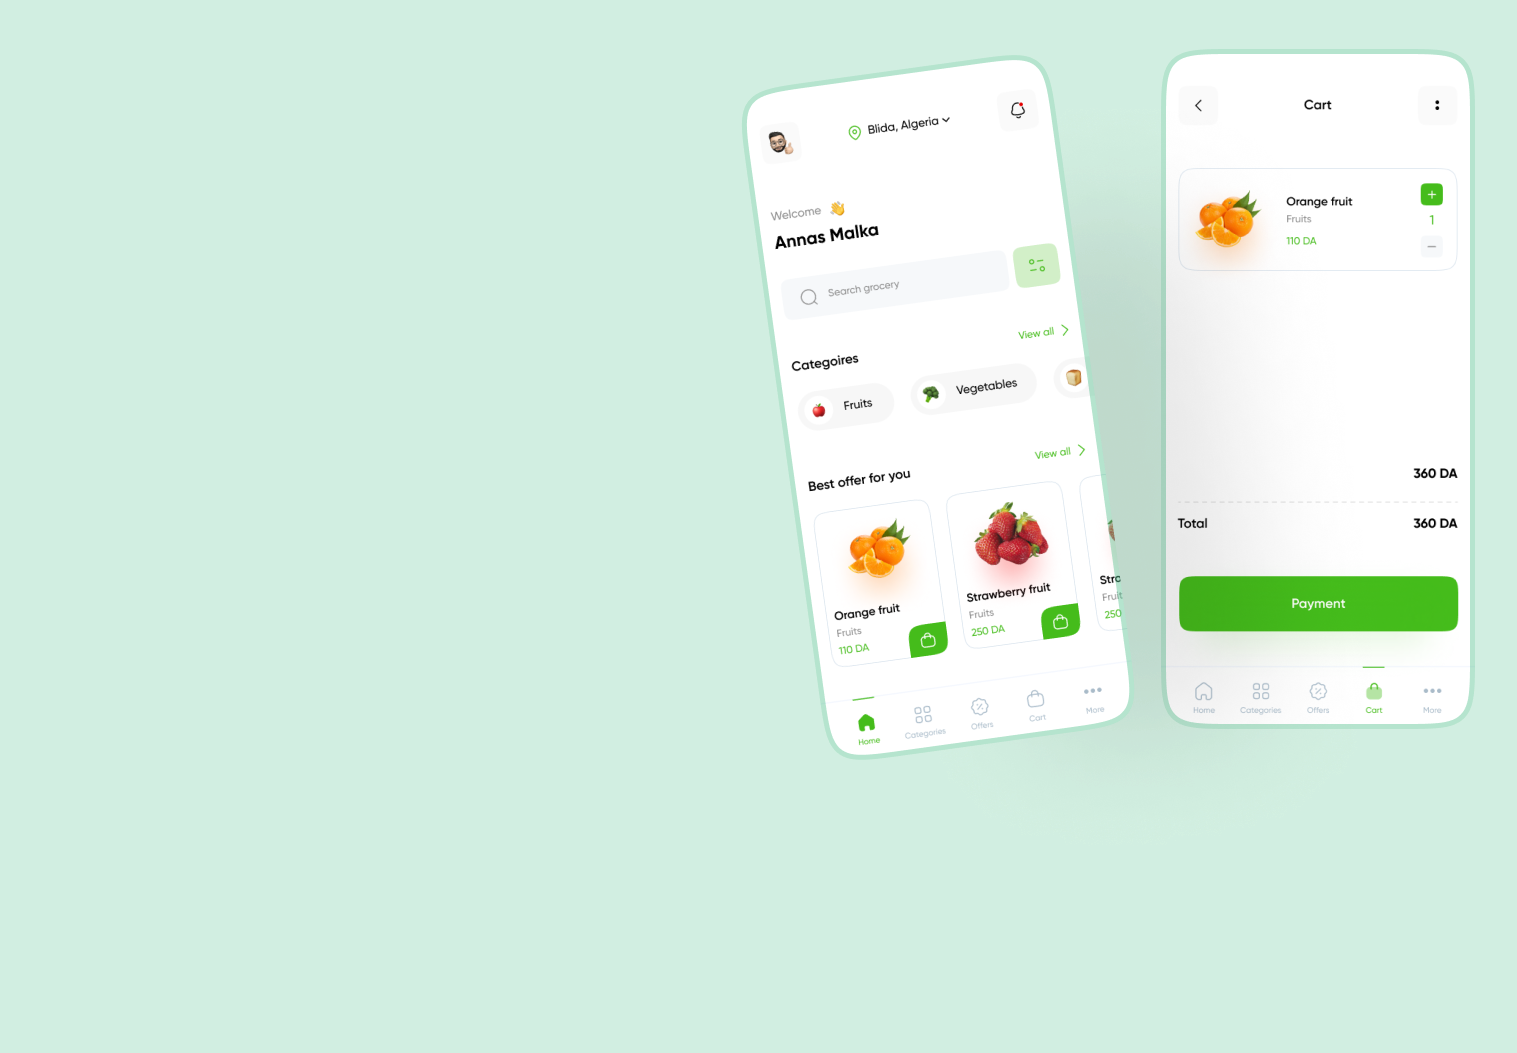 Blida, Algeria
Welcome 👋
Annas Malka
Search grocery
View all
Categoires
Fruits
Vegetables
View all
Best offer for you
Orange fruit
Fruits
110 DA
Strawberry fruit
Fruits
250 DA
Stra
Fruit
250
Home
Categories
Offers
Cart
More
Cart
Orange fruit
Fruits
110 DA
+
1
−
360 DA
Total
360 DA
Payment
Home
Categories
Offers
Cart
More